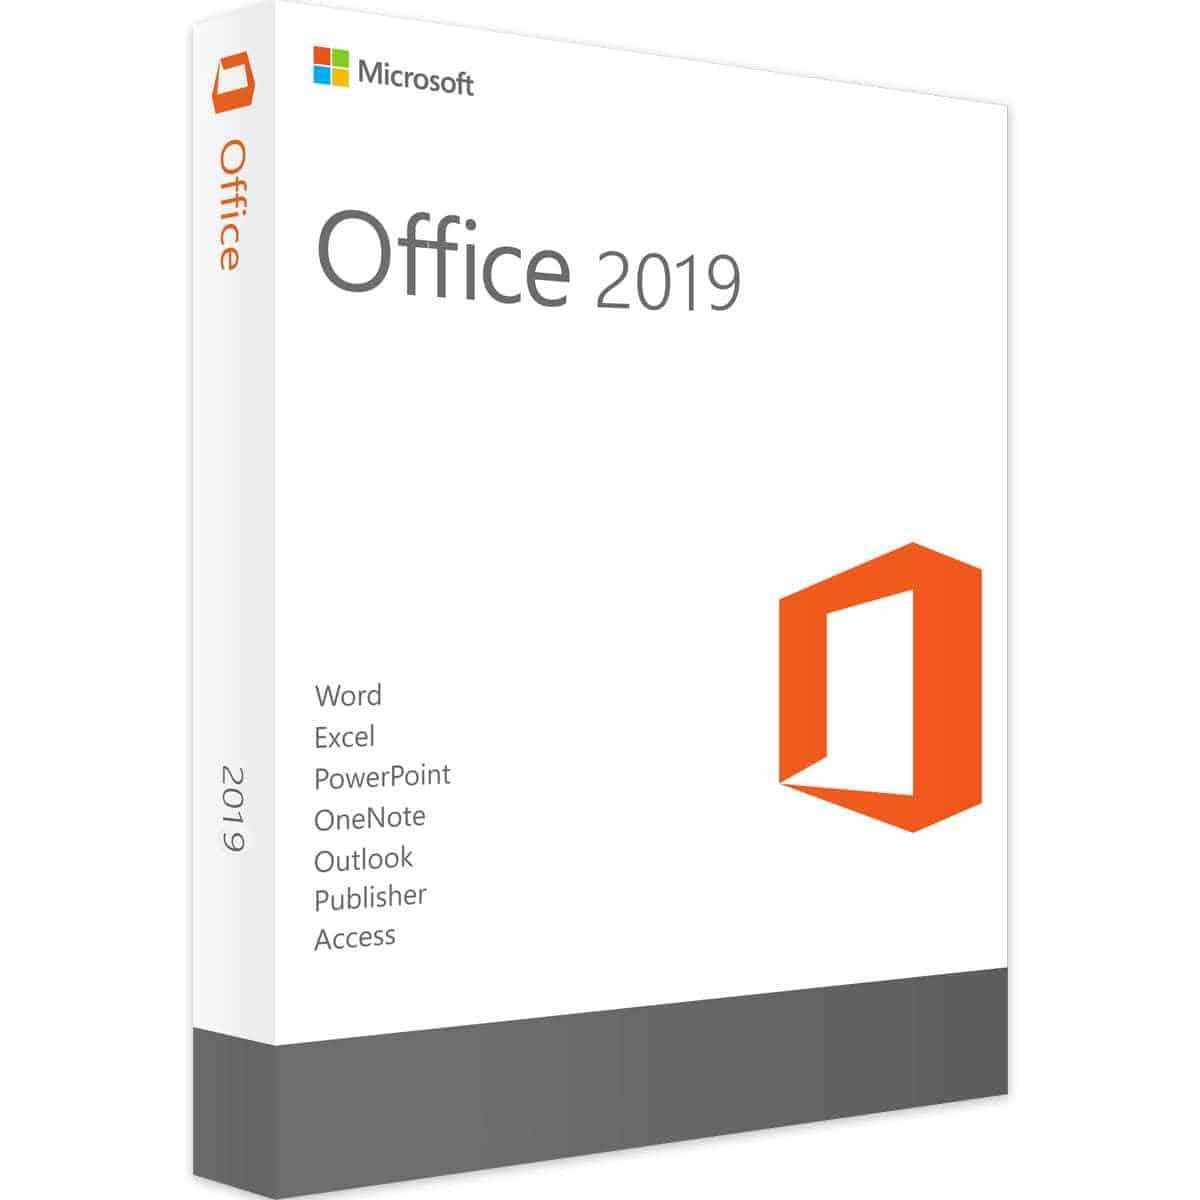 Office
2019
Microsoft
Office 2019
Word
Excel
PowerPoint
OneNote
Outlook
Publisher
Access